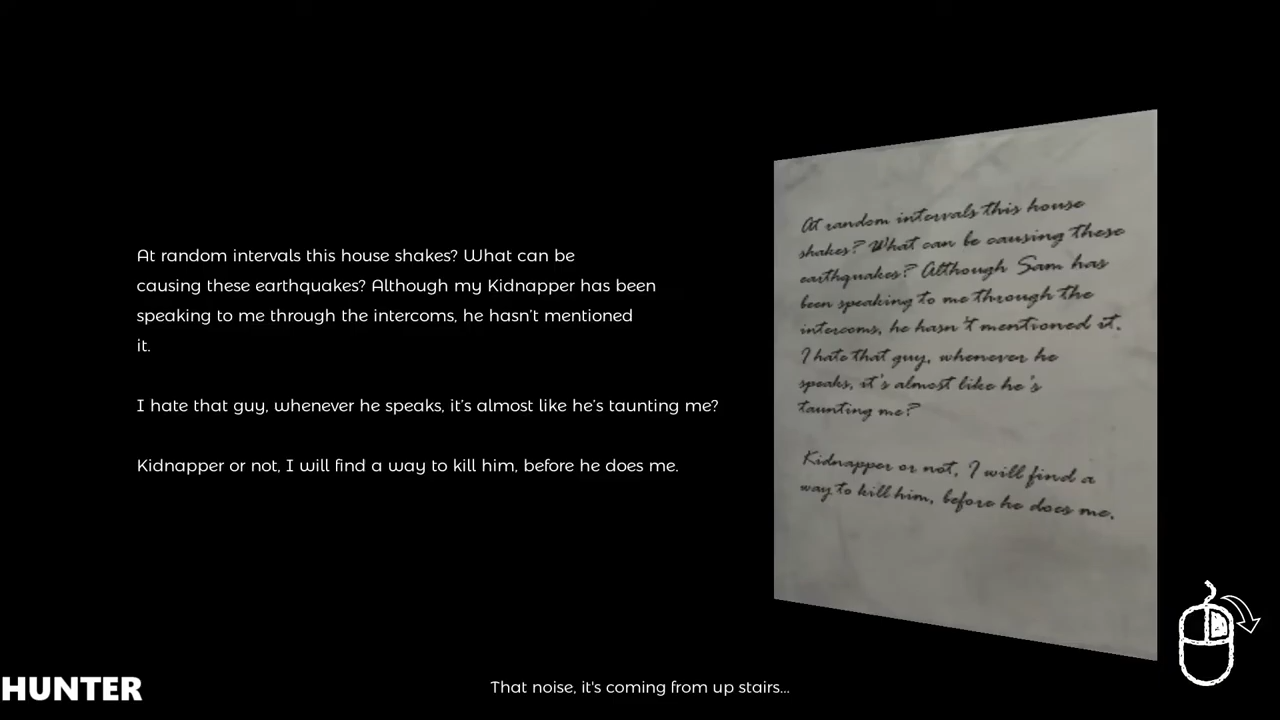 At random intervals this house shakes? What can be
causing these earthquakes? Although my Kidnapper has been
speaking to me through the intercoms, he hasn't mentioned
it.
I hate that guy, whenever he speaks, it's almost like he's taunting me?
Kidnapper or not, I will find a way to kill him, before he does me.
At random intervals this house
shakes? What can be causing these
earthquakes? Although Sam has
been speaking to me through the
intercoms, he hasn't mentioned it.
I hate that guy, whenever he
speaks, it's almost like he's
taunting me?
Kidnapper or not, I will find a
way to kill him, before he does me.
HUNTER
That noise, it's coming from up stairs...